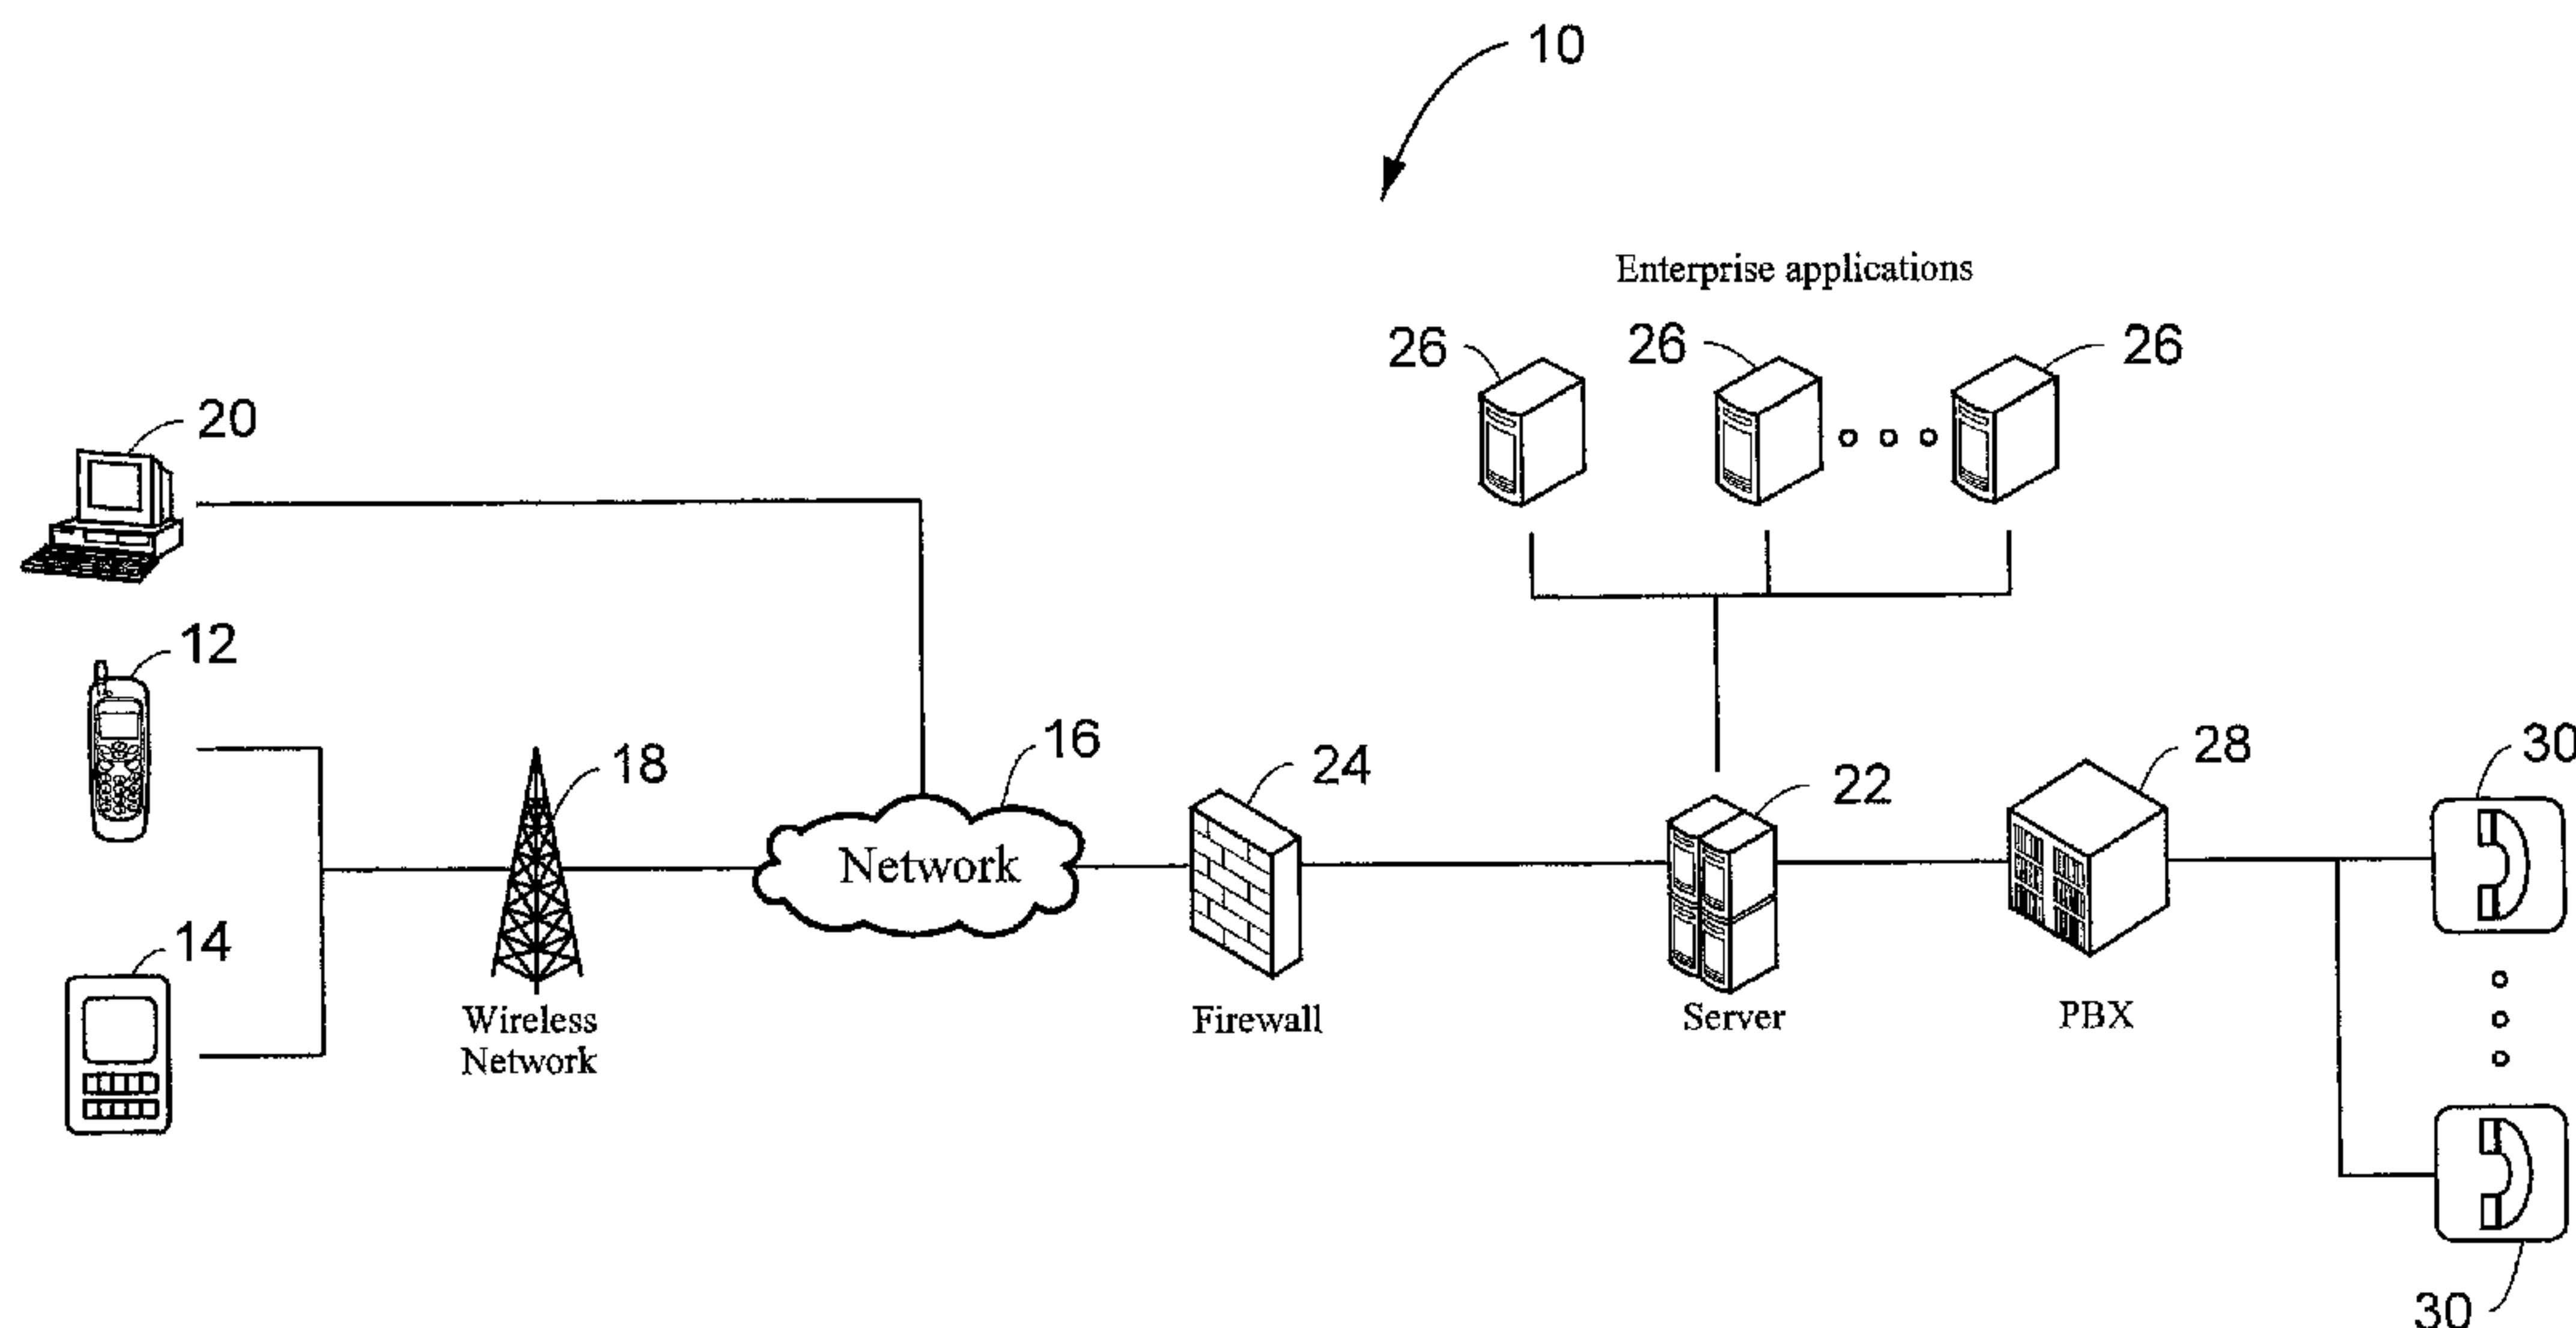 10
Enterprise applications
26
26
26
20
12
18
16
24
22
28
30
Network
14
Wireless
Network
Firewall
Server
PBX
30